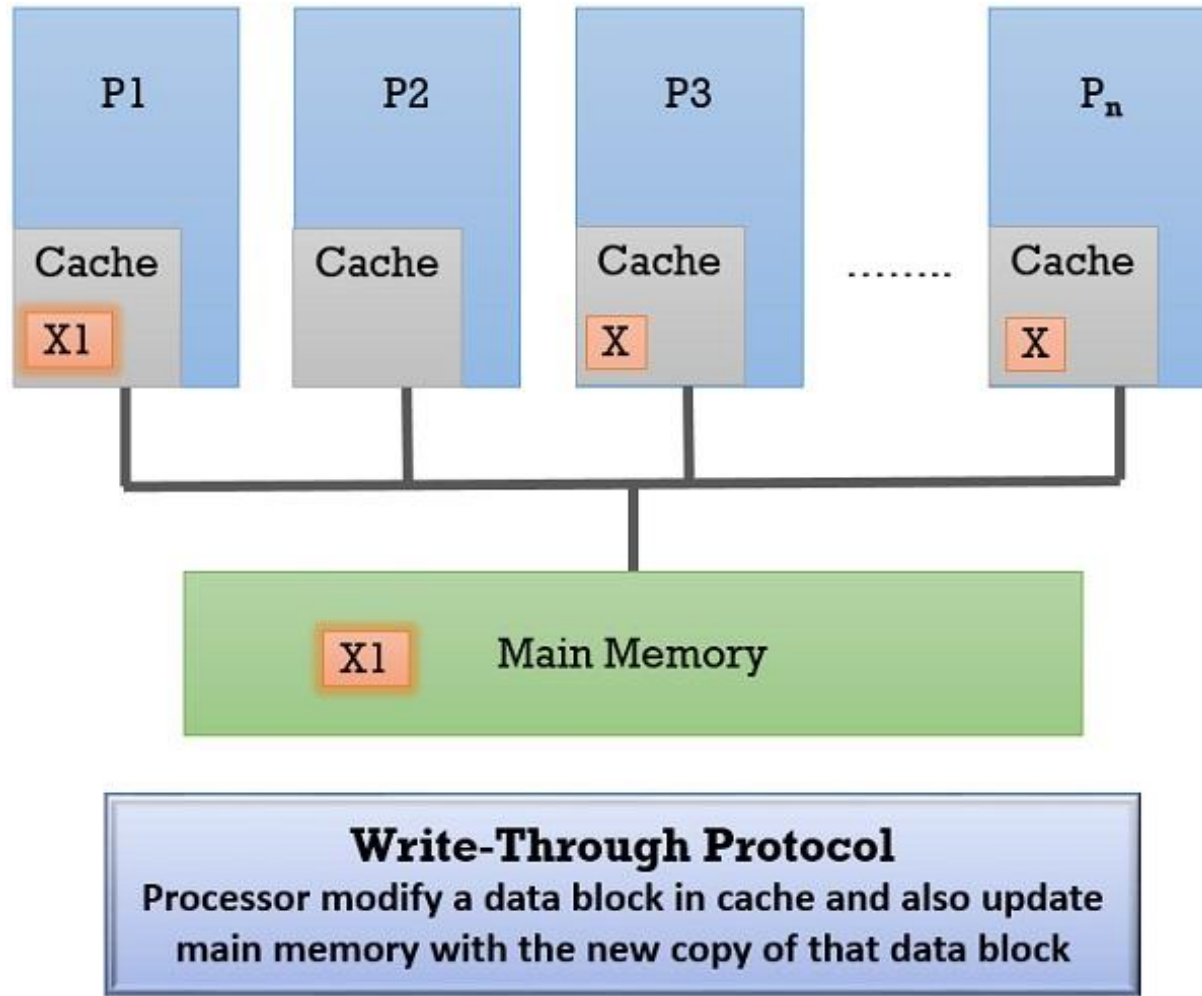 P1
P2
P3
Pn
Cache
Cache
Cache
........
Cache
X1
X
X
X1
Main Memory
Write-Through Protocol
Processor modify a data block in cache and also update
main memory with the new copy of that data block